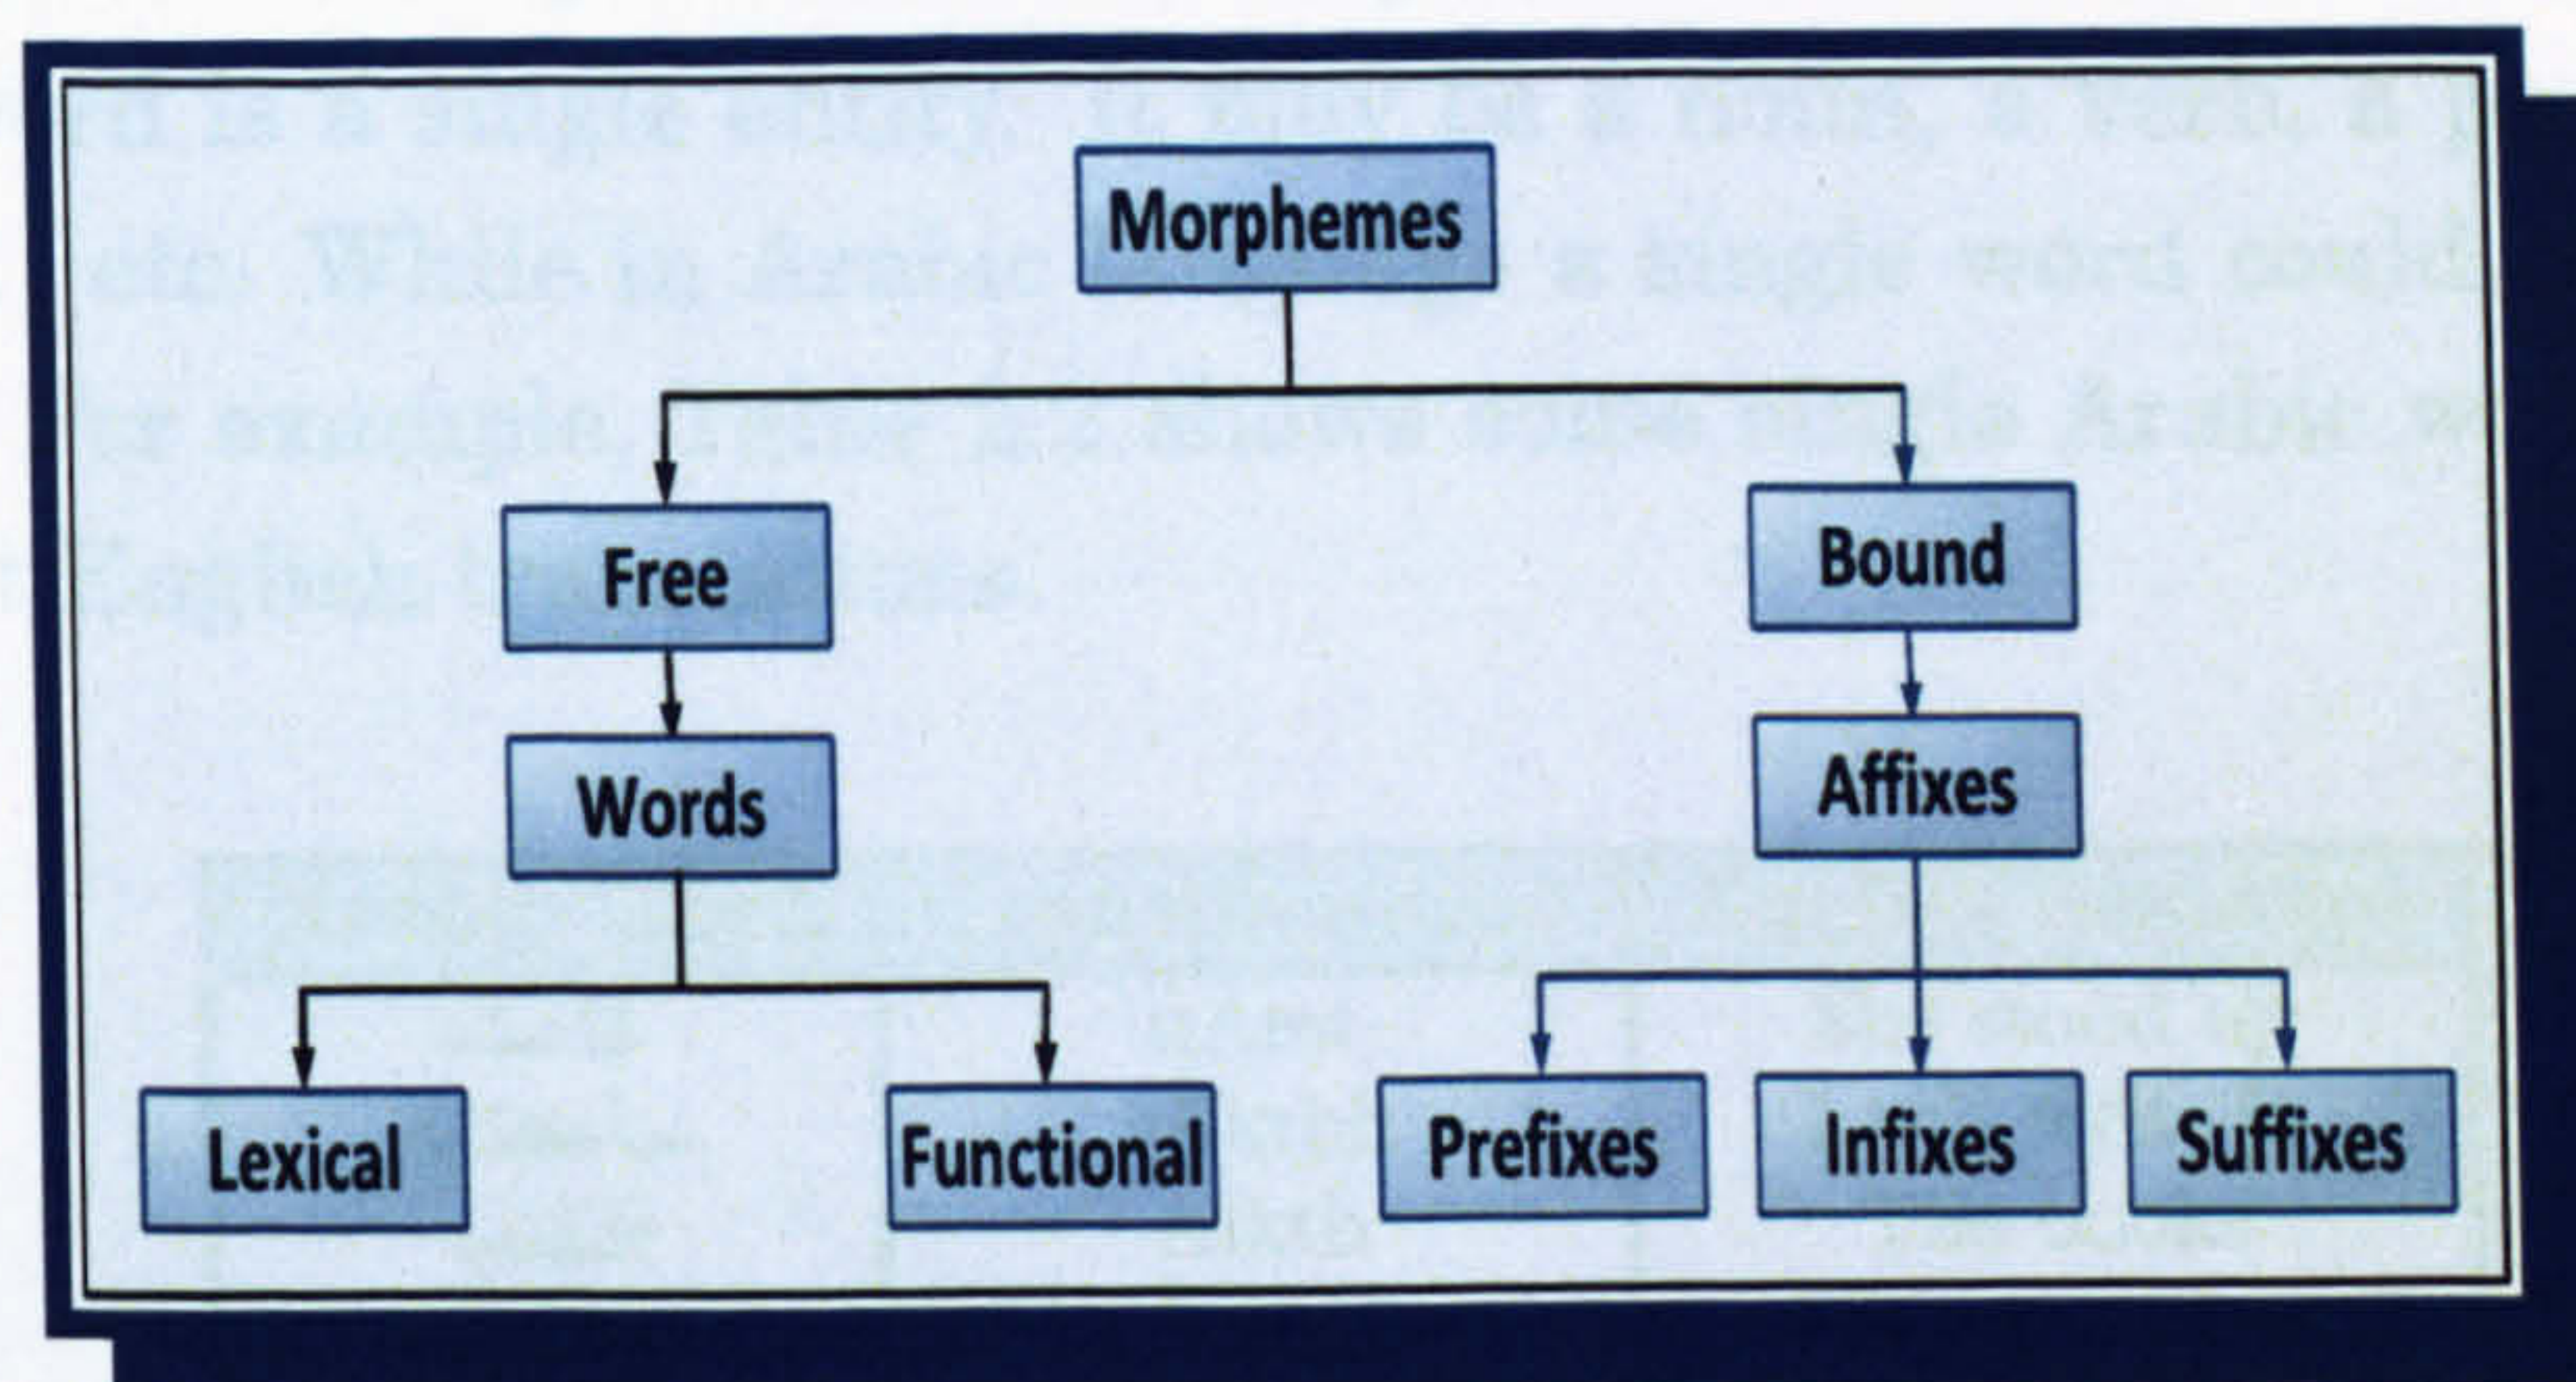 Morphemes
Free
Bound
Words
Affixes
Lexical
Functional
Prefixes
Infixes
Suffixes